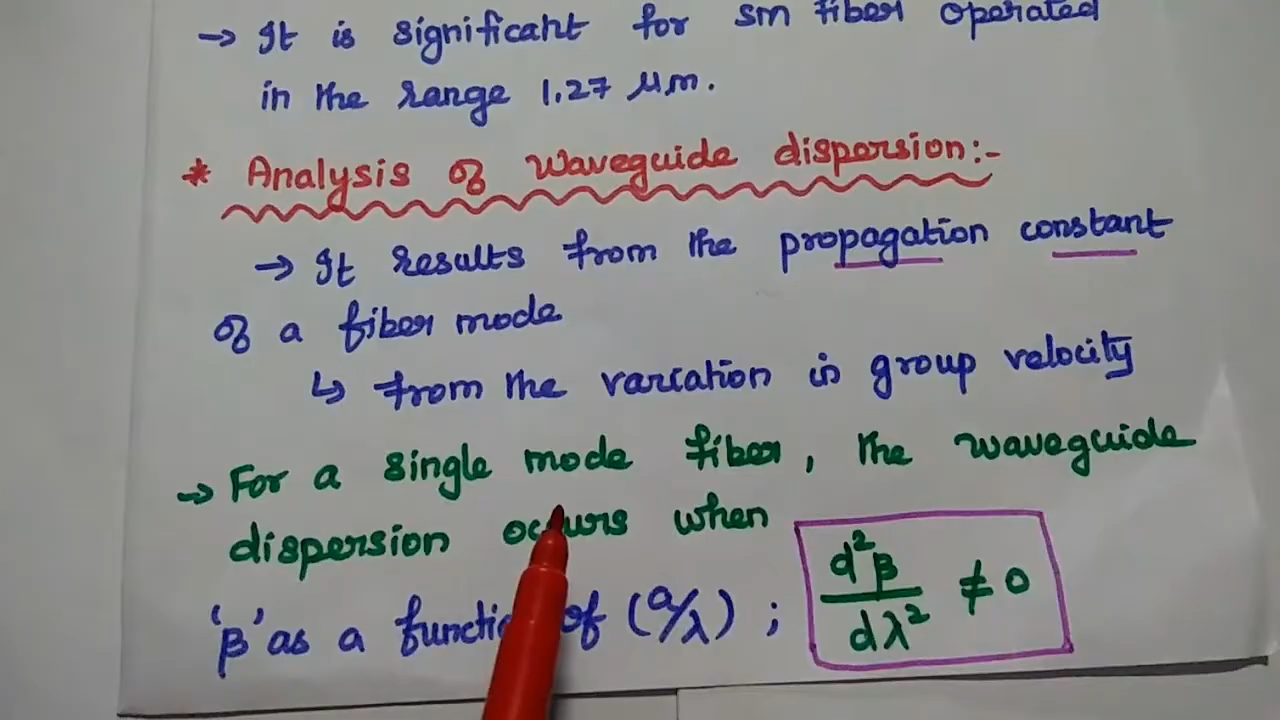 → It is significant for SM fiber operated
in the range 1.27 μm.
* Analysis of Waveguide dispersion:-
→ It results from the propagation constant
of a fiber mode
↳ from the variation in group velocity
→ For a single mode fiber, the waveguide
dispersion occurs when
'β' as a function of (a/λ) ; d²β/dλ² ≠ 0